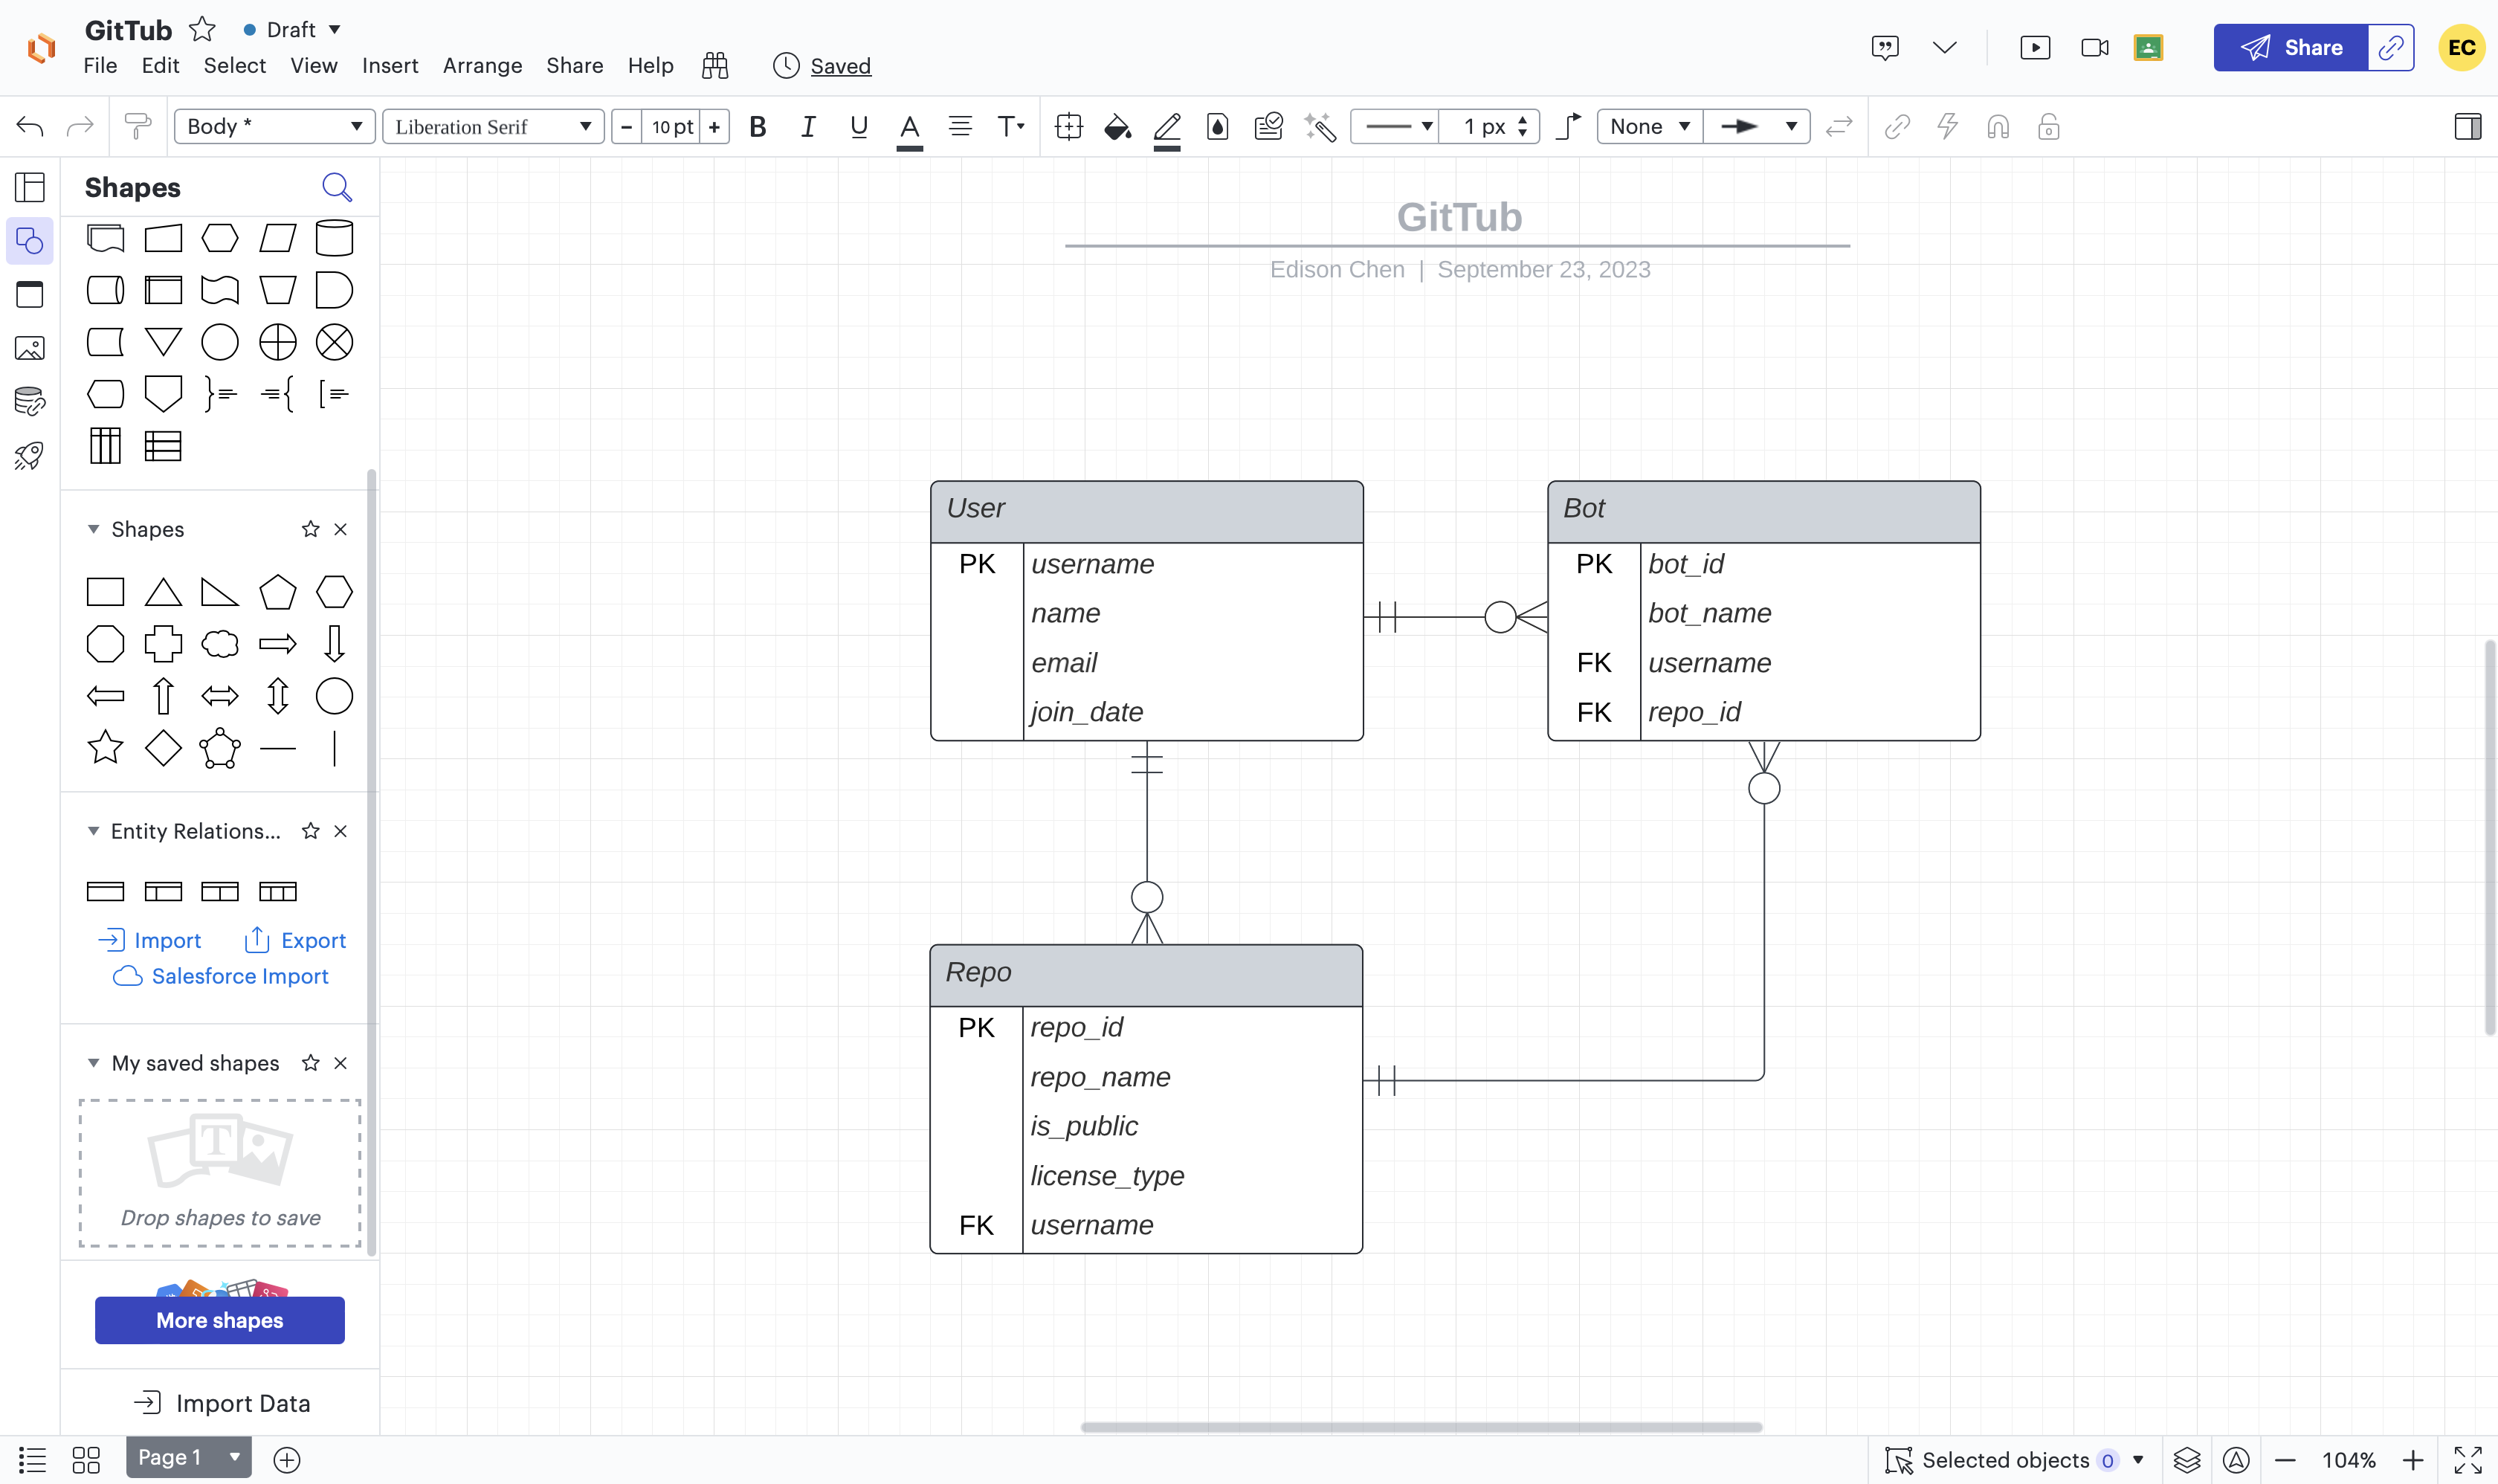 GitTub
Draft
File Edit Select View Insert Arrange Share Help Saved
Share
EC
Body *
Liberation Serif
10 pt
B I U A T
1 px
None
Shapes
GitTub
Edison Chen | September 23, 2023
Shapes
Entity Relations...
Import Export
Salesforce Import
My saved shapes
T
Drop shapes to save
More shapes
Import Data
User
PK username
name
email
join_date
Bot
PK bot_id
bot_name
FK username
FK repo_id
Repo
PK repo_id
repo_name
is_public
license_type
FK username
Page 1
Selected objects 0
104%